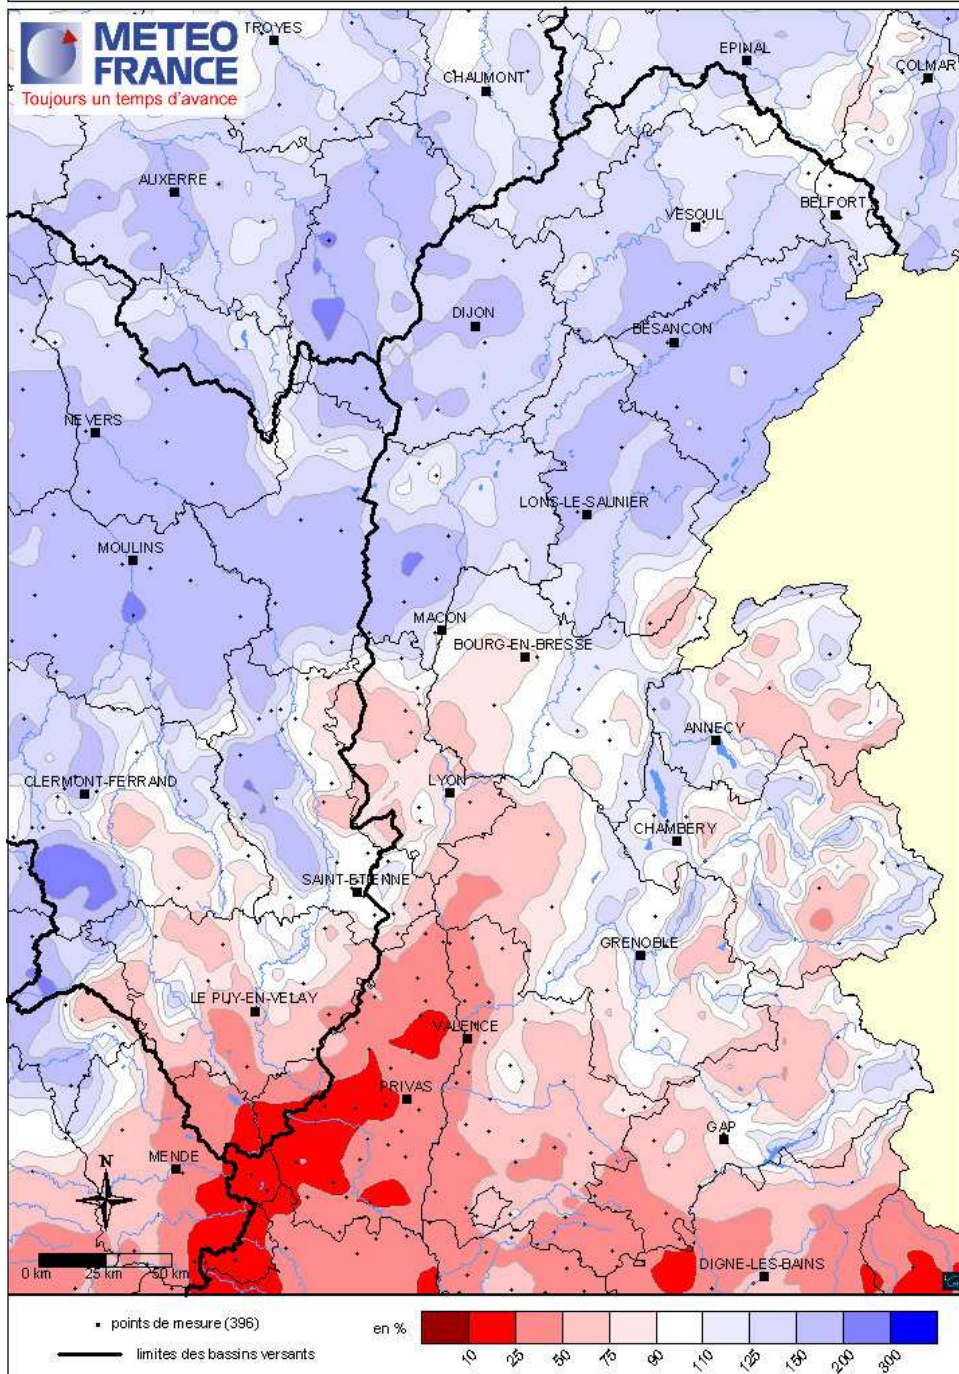 METEO
FRANCE
Toujours un temps d'avance
TROYES
EPINAL
COLMAR
CHAUMONT
AUXERRE
BELFORT
VESOUL
DIJON
BESANCON
NEVERS
LONS-LE-SAUNIER
MOULINS
MACON
BOURG-EN-BRESSE
ANNECY
CLERMONT-FERRAND
LYON
CHAMBERY
SAINT-ETIENNE
GRENOBLE
LE PUY-EN-VELAY
VALENCE
PRIVAS
GAP
MENDE
N
DIGNE-LES-BAINS
0 km 25 km 50 km
points de mesure (396)
limites des bassins versants
en %
10 25 50 75 90 110 125 150 200 300